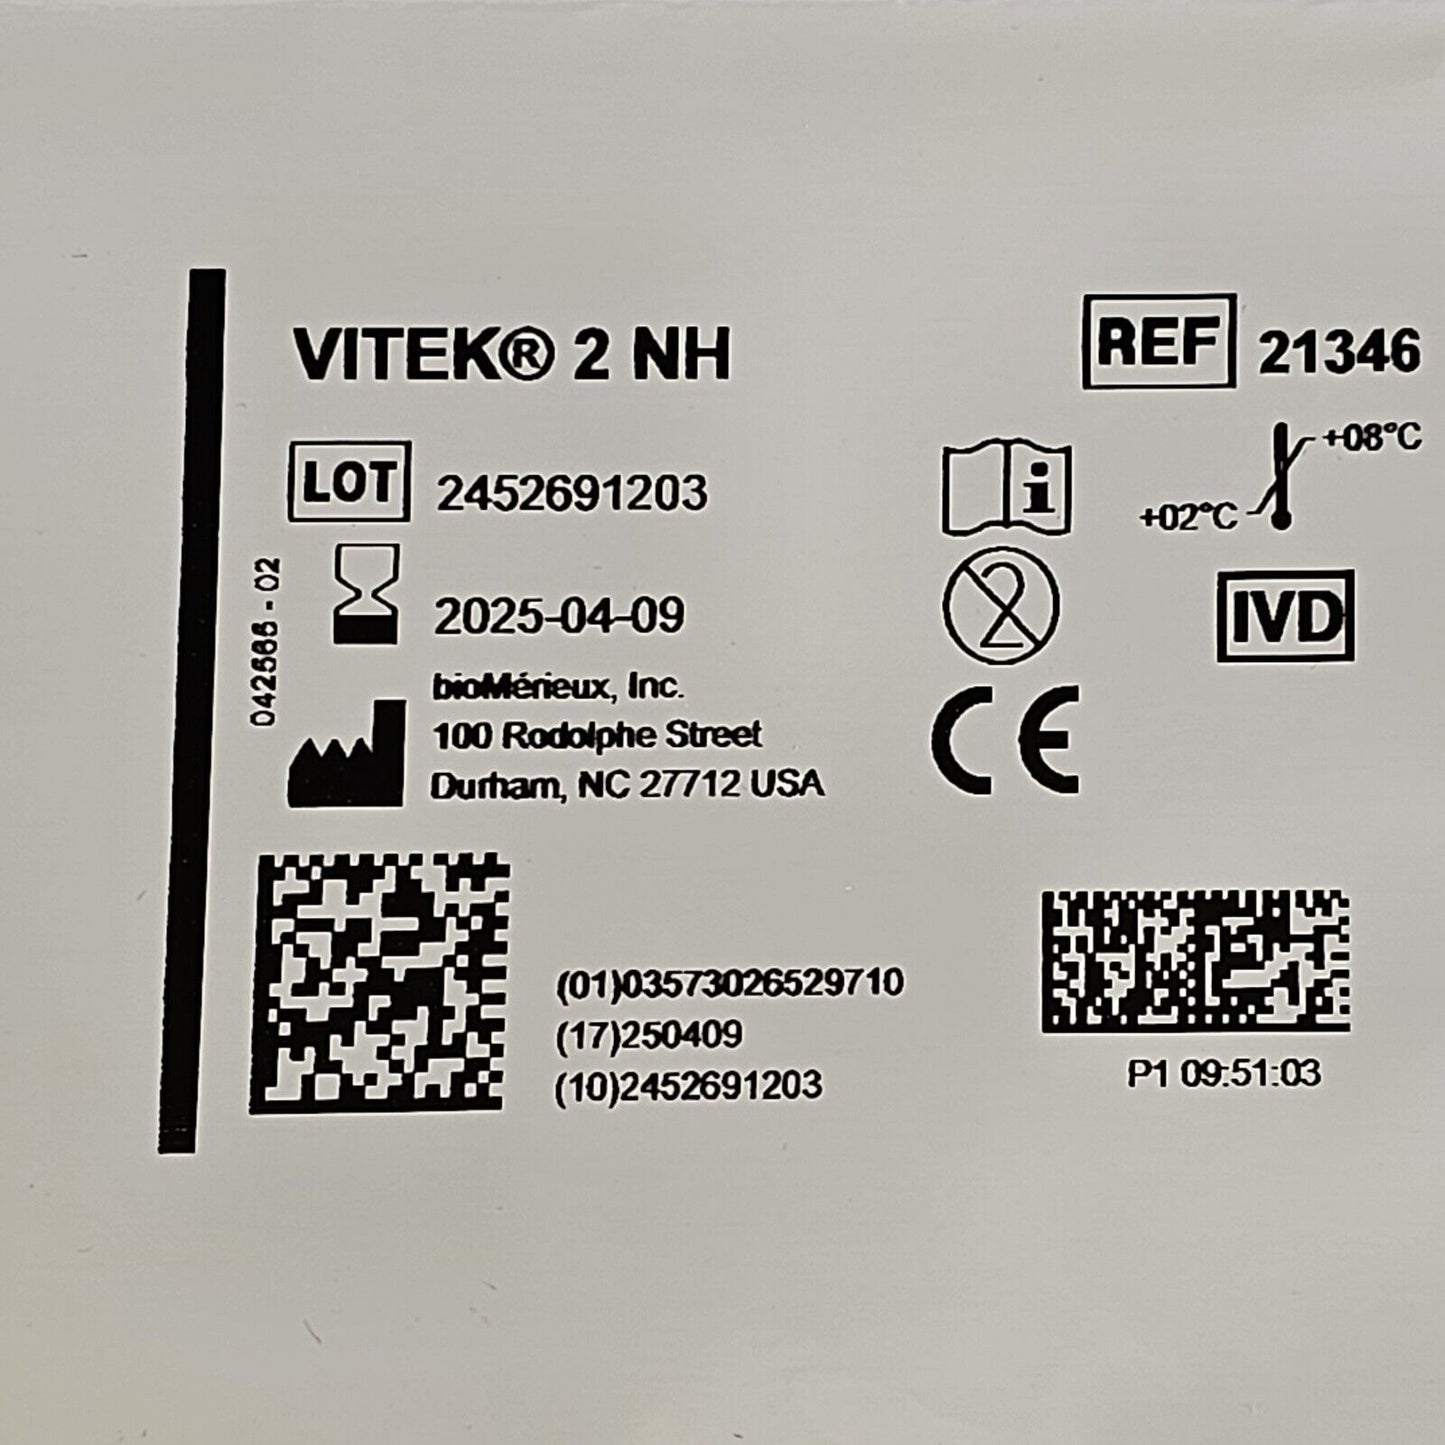 VITEK® 2 NH
REF 21346
LOT 2452691203
+08°C
+02°C
2
2025-04-09
IVD
bioMérieux, Inc.
100 Rodolphe Street
Durham, NC 27712 USA
CE
(01)03573026529710
(17)250409
(10)2452691203
P1 09:51:03